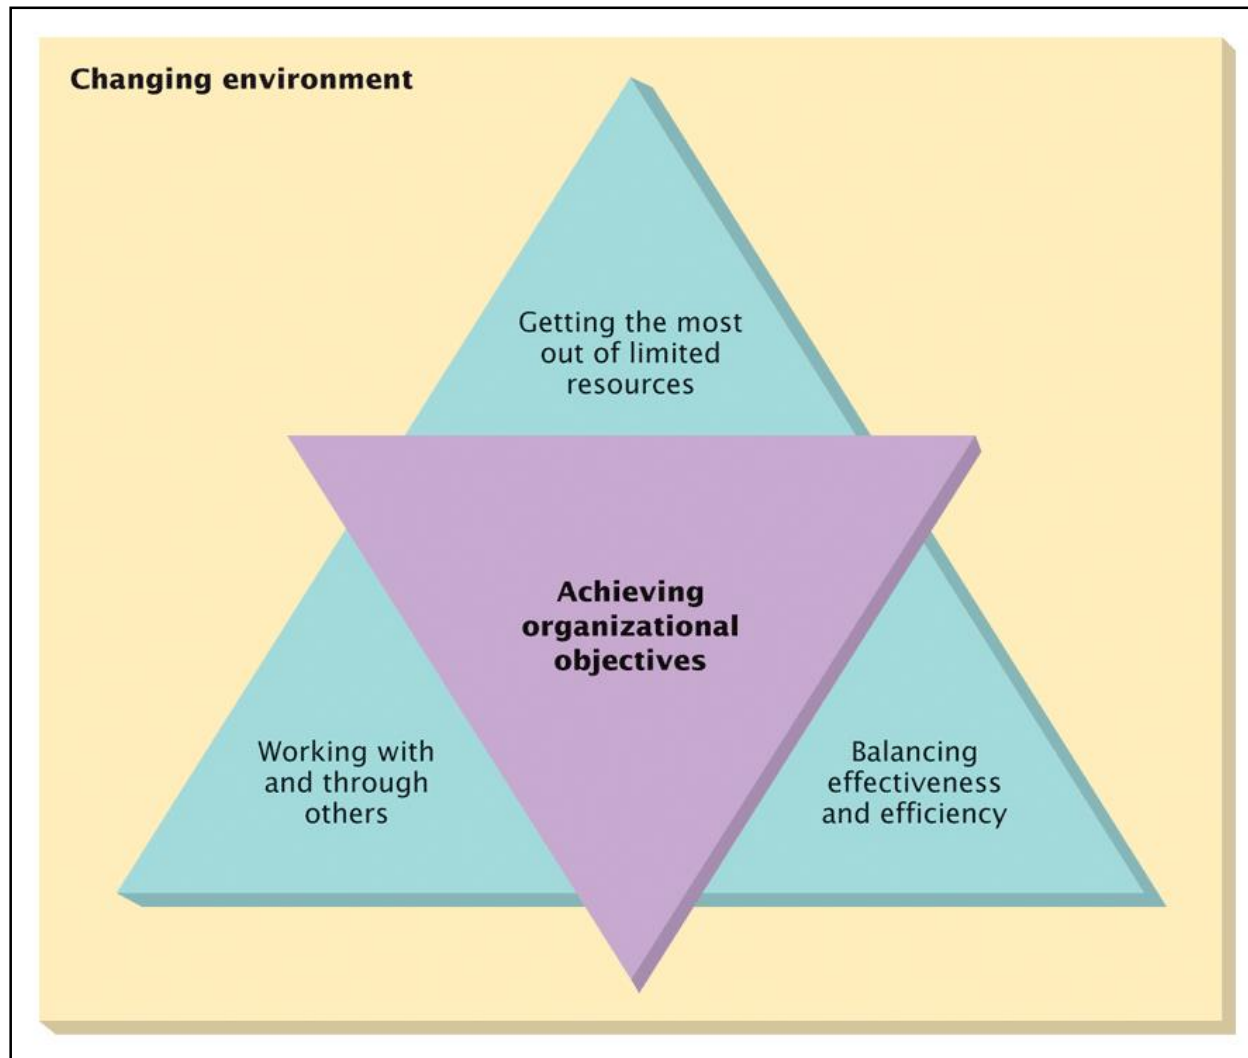 Changing environment
Getting the most
out of limited
resources
Achieving
organizational
objectives
Working with
and through
others
Balancing
effectiveness
and efficiency